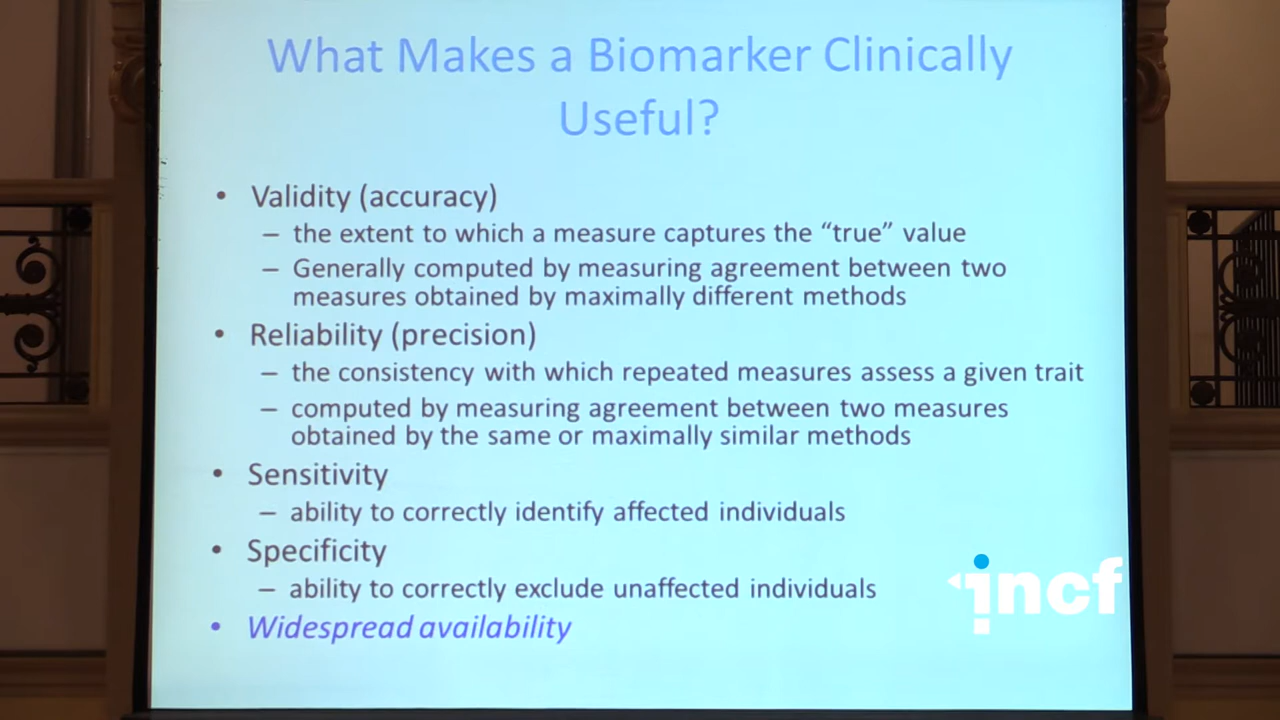 What Makes a Biomarker Clinically
Useful?
• Validity (accuracy)
– the extent to which a measure captures the “true” value
– Generally computed by measuring agreement between two
measures obtained by maximally different methods
• Reliability (precision)
– the consistency with which repeated measures assess a given trait
– computed by measuring agreement between two measures
obtained by the same or maximally similar methods
• Sensitivity
– ability to correctly identify affected individuals
• Specificity
– ability to correctly exclude unaffected individuals
• Widespread availability
incf